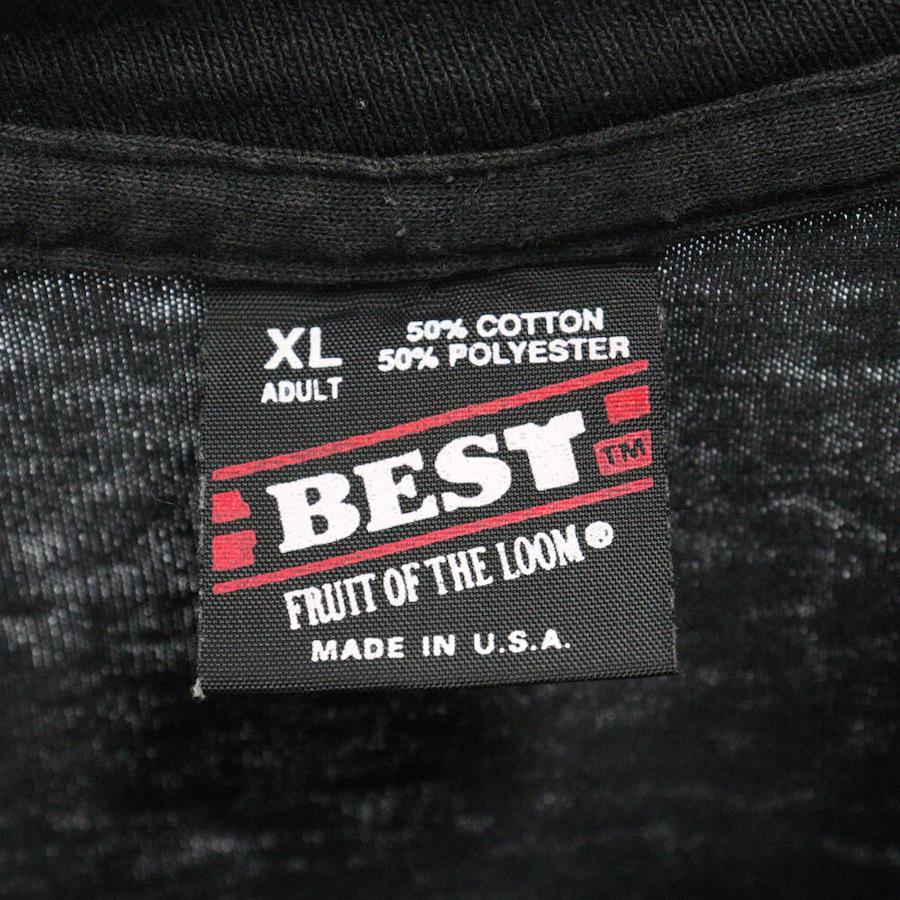 XL
ADULT
50% COTTON
50% POLYESTER
BEST TM
FRUIT OF THE LOOM®
MADE IN U.S.A.